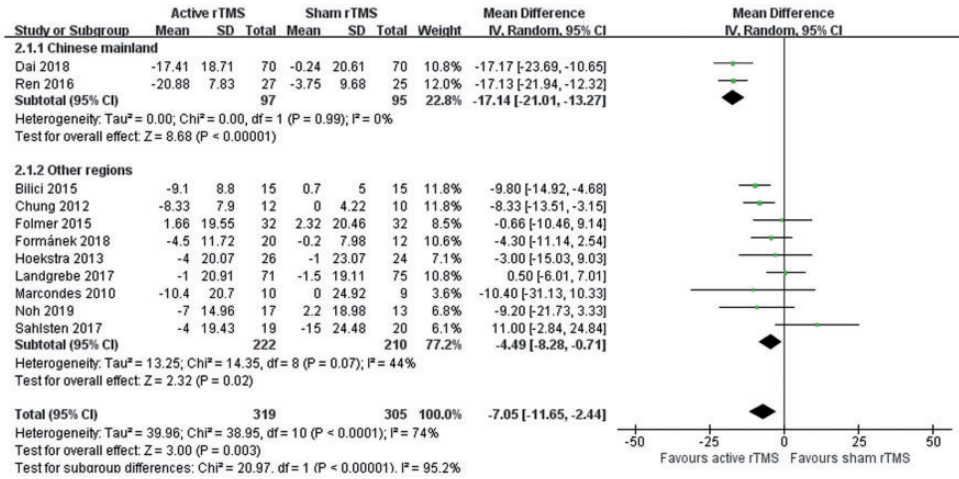 Active rTMS Sham rTMS Mean Difference Mean Difference
Study or Subgroup Mean SD Total Mean SD Total Weight IV, Random, 95% CI IV, Random, 95% CI
2.1.1 Chinese mainland
Dai 2018 -17.41 18.71 70 -0.24 20.61 70 10.8% -17.17 [-23.69, -10.65]
Ren 2016 -20.88 7.83 27 -3.75 9.68 25 12.0% -17.13 [-21.94, -12.32]
Subtotal (95% CI) 97 95 22.8% -17.14 [-21.01, -13.27]
Heterogeneity: Tau² = 0.00; Chi² = 0.00, df = 1 (P = 0.99); I² = 0%
Test for overall effect: Z = 8.68 (P < 0.00001)
2.1.2 Other regions
Bilici 2015 -9.1 8.8 15 0.7 5 15 11.8% -9.80 [-14.92, -4.68]
Chung 2012 -8.33 7.9 12 0 4.22 10 11.8% -8.33 [-13.51, -3.15]
Folmer 2015 1.66 19.55 32 2.32 20.46 32 8.5% -0.66 [-10.46, 9.14]
Formánek 2018 -4.5 11.72 20 -0.2 7.98 12 10.6% -4.30 [-11.14, 2.54]
Hoekstra 2013 -4 20.07 26 -1 23.07 24 7.1% -3.00 [-15.03, 9.03]
Landgrebe 2017 -1 20.91 71 -1.5 19.11 75 10.8% 0.50 [-6.01, 7.01]
Marcondes 2010 -10.4 20.7 10 0 24.92 9 3.6% -10.40 [-31.13, 10.33]
Noh 2019 -7 14.96 17 2.2 18.98 13 6.8% -9.20 [-21.73, 3.33]
Sahlsten 2017 -4 19.43 19 -15 24.48 20 6.1% 11.00 [-2.84, 24.84]
Subtotal (95% CI) 222 210 77.2% -4.49 [-8.28, -0.71]
Heterogeneity: Tau² = 13.25; Chi² = 14.35, df = 8 (P = 0.07); I² = 44%
Test for overall effect: Z = 2.32 (P = 0.02)
Total (95% CI) 319 305 100.0% -7.05 [-11.65, -2.44]
Heterogeneity: Tau² = 39.96; Chi² = 38.95, df = 10 (P < 0.0001); I² = 74%
Test for overall effect: Z = 3.00 (P = 0.003)
Test for subgroup differences: Chi² = 20.97, df = 1 (P < 0.00001), I² = 95.2%
-50 -25 0 25 50
Favours active rTMS Favours sham rTMS